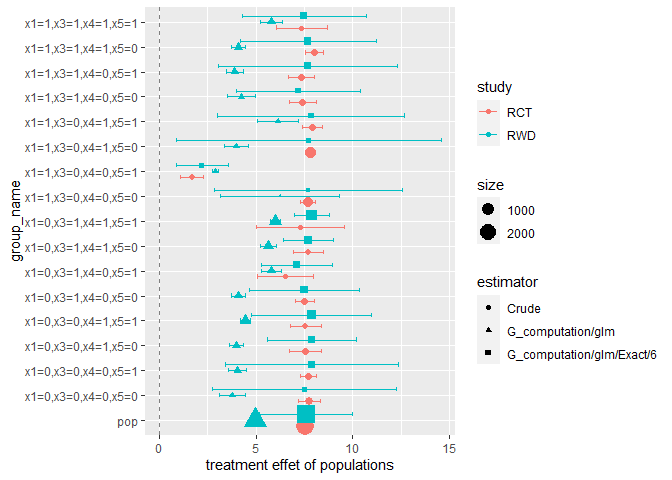 x1=1,x3=1,x4=1,x5=1
x1=1,x3=1,x4=1,x5=0
x1=1,x3=1,x4=0,x5=1
x1=1,x3=1,x4=0,x5=0
x1=1,x3=0,x4=1,x5=1
x1=1,x3=0,x4=1,x5=0
x1=1,x3=0,x4=0,x5=1
x1=1,x3=0,x4=0,x5=0
x1=0,x3=1,x4=1,x5=1
x1=0,x3=1,x4=1,x5=0
x1=0,x3=1,x4=0,x5=1
x1=0,x3=1,x4=0,x5=0
x1=0,x3=0,x4=1,x5=1
x1=0,x3=0,x4=1,x5=0
x1=0,x3=0,x4=0,x5=1
x1=0,x3=0,x4=0,x5=0
pop
group_name
0 5 10 15
treatment effet of populations
study
RCT
RWD
size
1000
2000
estimator
Crude
G_computation/glm
G_computation/glm/Exact/6